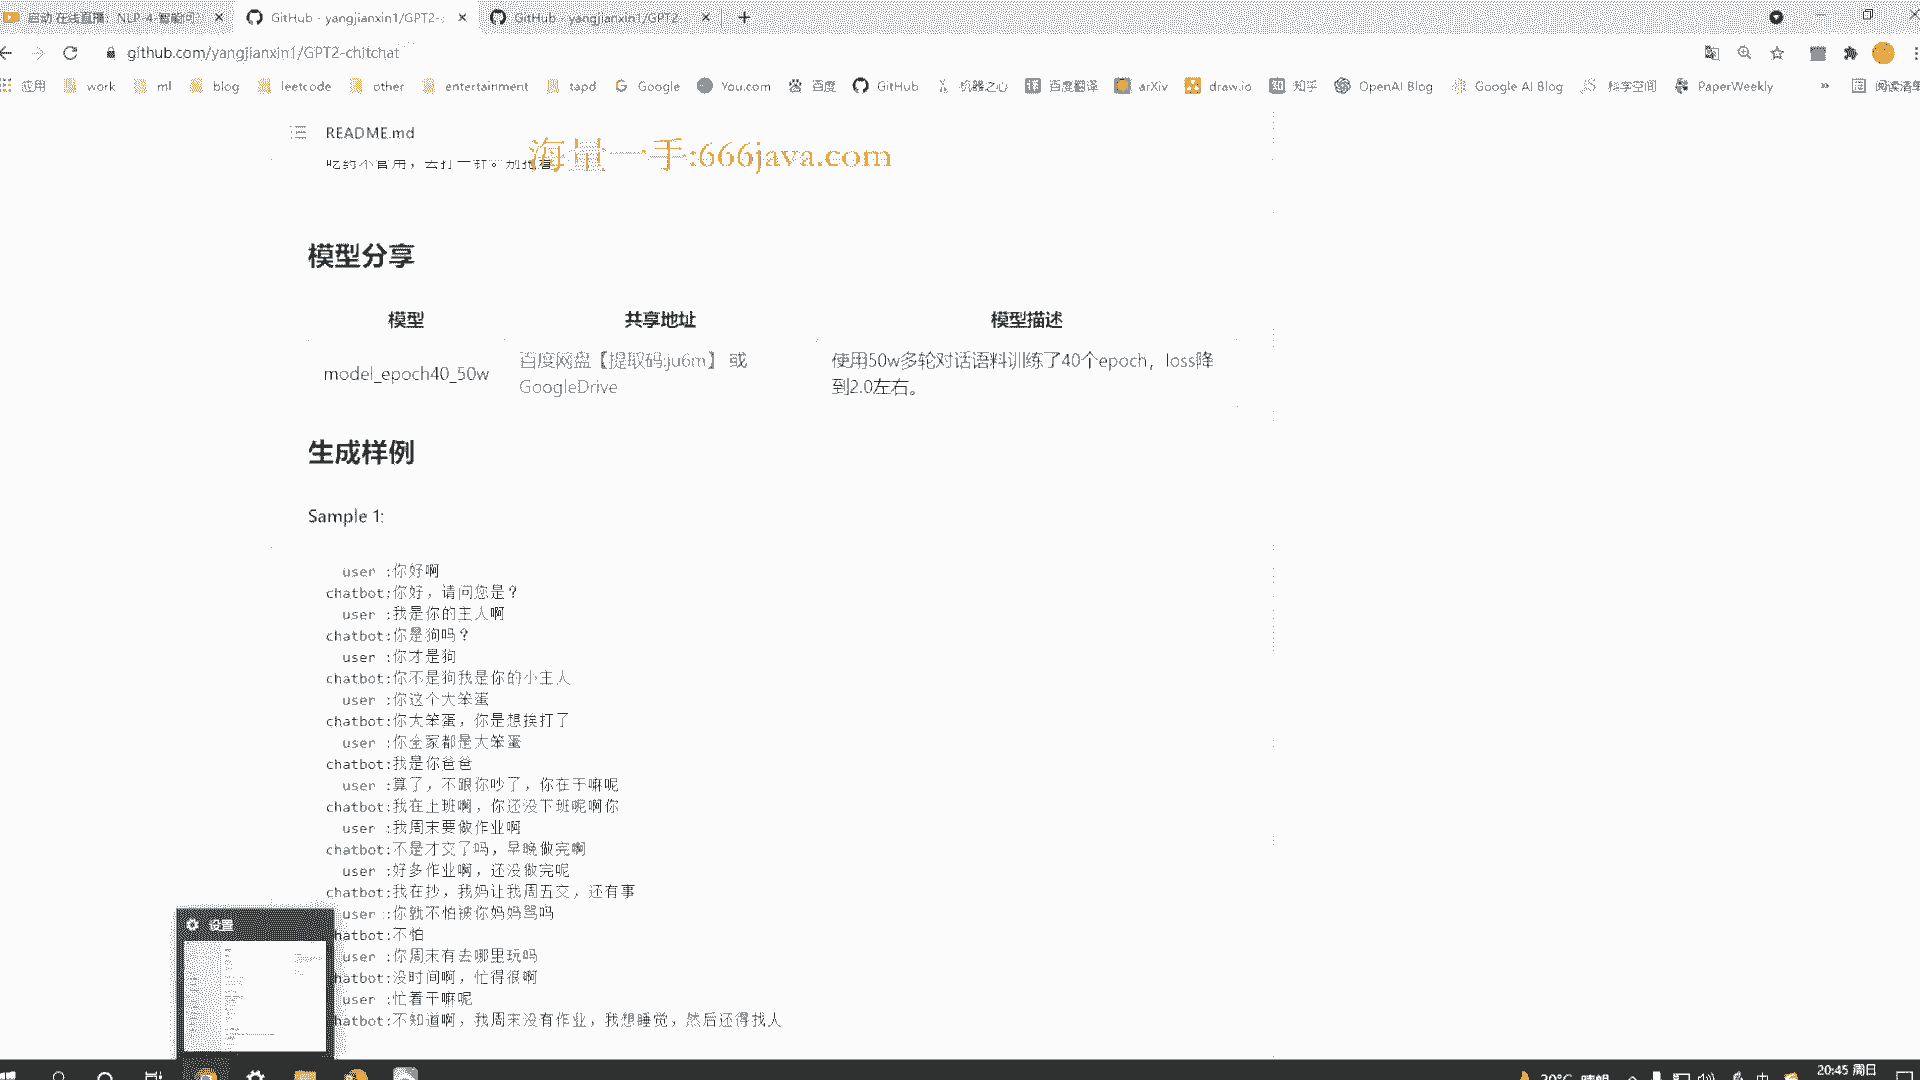 启动 在线直播: NLP-4-智能问
GitHub - yangjianxin1/GPT2-
GitHub - yangjianxin1/GPT2-
github.com/yangjianxin1/GPT2-chitchat
应用 work ml blog leetcode other entertainment tapd Google You.com 百度 GitHub 机器之心 百度翻译 arXiv draw.io 知乎 OpenAI Blog Google AI Blog 科学空间 PaperWeekly » 阅读清单
README.md
海量一手:666java.com
吃药不管用，去打一针。别拖着
模型分享
模型 共享地址 模型描述
model_epoch40_50w
百度网盘【提取码:ju6m】 或
GoogleDrive
使用50w多轮对话语料训练了40个epoch，loss降
到2.0左右。
生成样例
Sample 1:
user :你好啊
chatbot:你好，请问您是？
user :我是你的主人啊
chatbot:你是狗吗？
user :你才是狗
chatbot:你不是狗我是你的小主人
user :你这个大笨蛋
chatbot:你大笨蛋，你是想挨打了
user :你全家都是大笨蛋
chatbot:我是你爸爸
user :算了，不跟你吵了，你在干嘛呢
chatbot:我在上班啊，你还没下班呢啊你
user :我周末要做作业啊
chatbot:不是才交了吗，早晚做完啊
user :好多作业啊，还没做完呢
chatbot:我在抄，我妈让我周五交，还有事
user :你就不怕被你妈妈骂吗
hatbot:不怕
user :你周末有去哪里玩吗
hatbot:没时间啊，忙得很啊
user :忙着干嘛呢
hatbot:不知道啊，我周末没有作业，我想睡觉，然后还得找人
设置
20°C 晴朗
中
20:45 周日